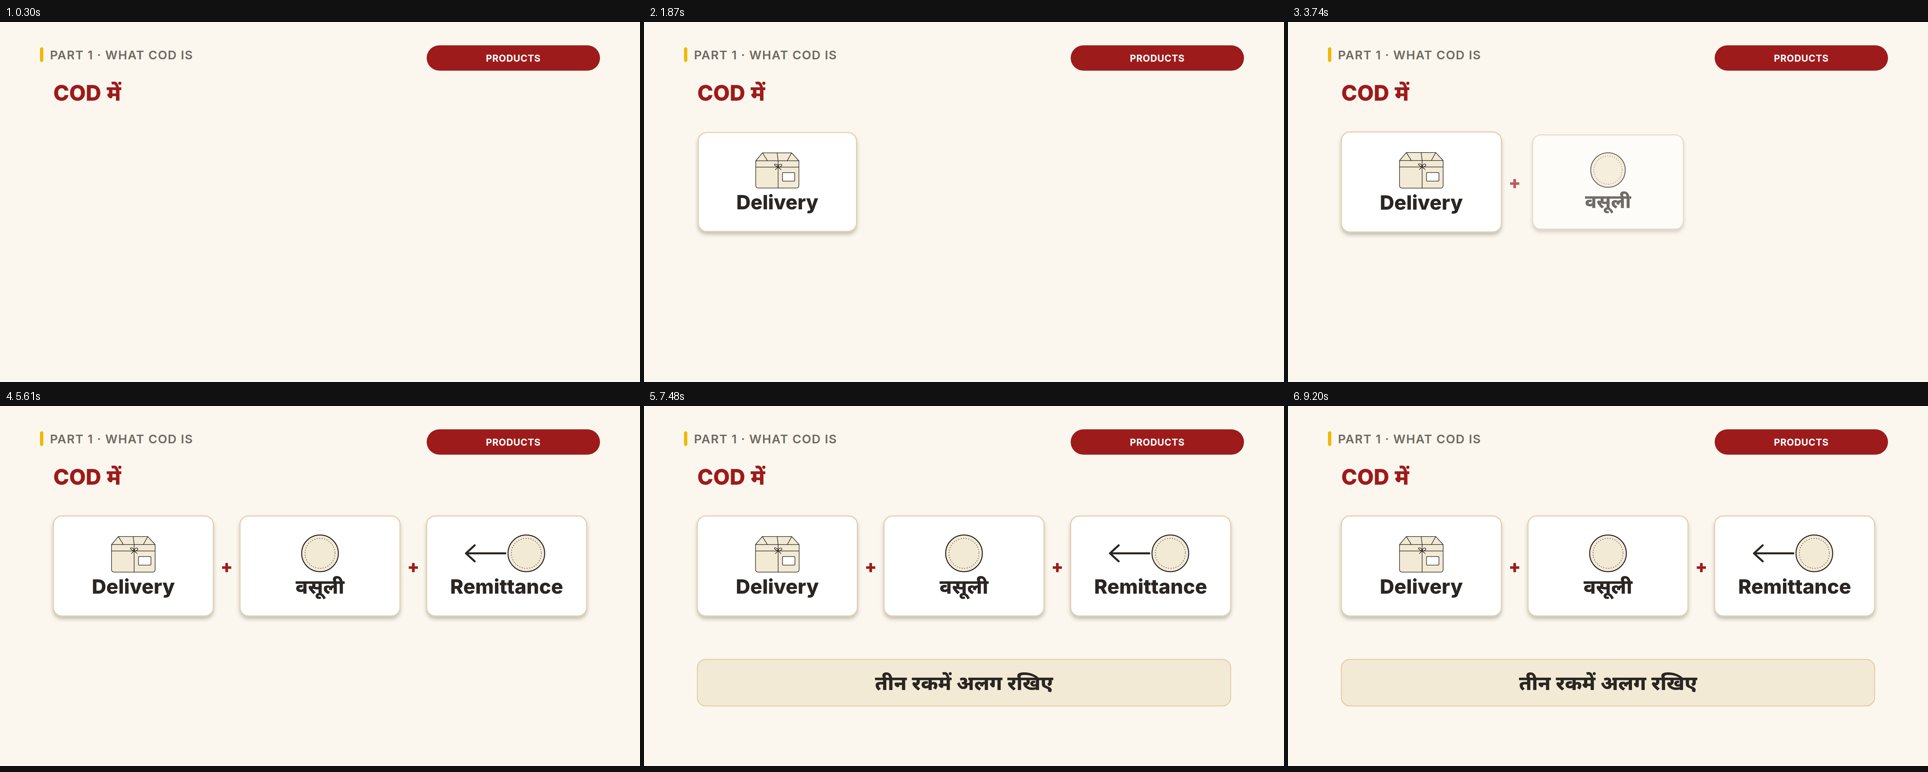 1. 0.30s
PART 1 · WHAT COD IS
PRODUCTS
COD में
2. 1.87s
PART 1 · WHAT COD IS
PRODUCTS
COD में
Delivery
3. 3.74s
PART 1 · WHAT COD IS
PRODUCTS
COD में
Delivery + वसूली
4. 5.61s
PART 1 · WHAT COD IS
PRODUCTS
COD में
Delivery + वसूली + Remittance
5. 7.48s
PART 1 · WHAT COD IS
PRODUCTS
COD में
Delivery + वसूली + Remittance
तीन रकमें अलग रखिए
6. 9.20s
PART 1 · WHAT COD IS
PRODUCTS
COD में
Delivery + वसूली + Remittance
तीन रकमें अलग रखिए